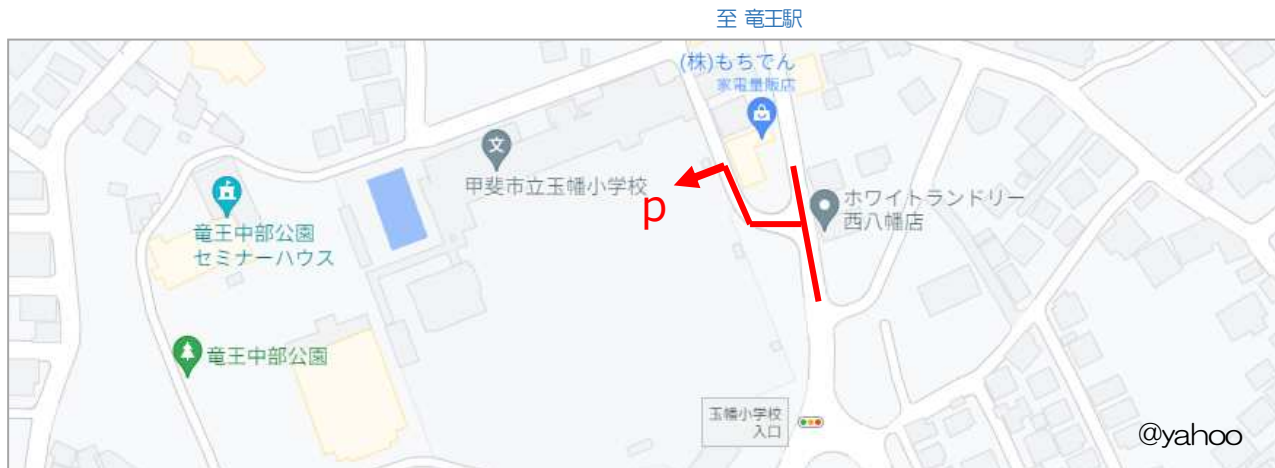 至 竜王駅
(株)もちでん
家電量販店
文
甲斐市立玉幡小学校
p
ホワイトランドリー
西八幡店
竜王中部公園
セミナーハウス
竜王中部公園
玉幡小学校
入口
@yahoo